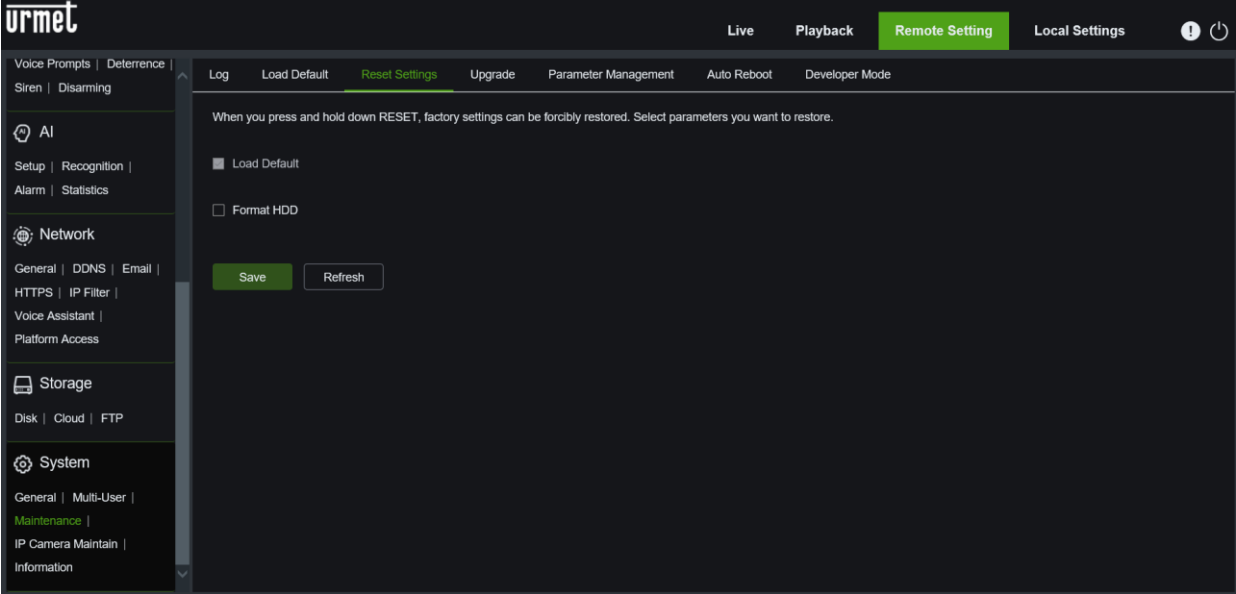 urmet
Live Playback Remote Setting Local Settings
Voice Prompts | Deterrence |
Siren | Disarming
AI
Setup | Recognition |
Alarm | Statistics
Network
General | DDNS | Email |
HTTPS | IP Filter |
Voice Assistant |
Platform Access
Storage
Disk | Cloud | FTP
System
General | Multi-User |
Maintenance |
IP Camera Maintain |
Information
Log Load Default Reset Settings Upgrade Parameter Management Auto Reboot Developer Mode
When you press and hold down RESET, factory settings can be forcibly restored. Select parameters you want to restore.
Load Default
Format HDD
Save Refresh